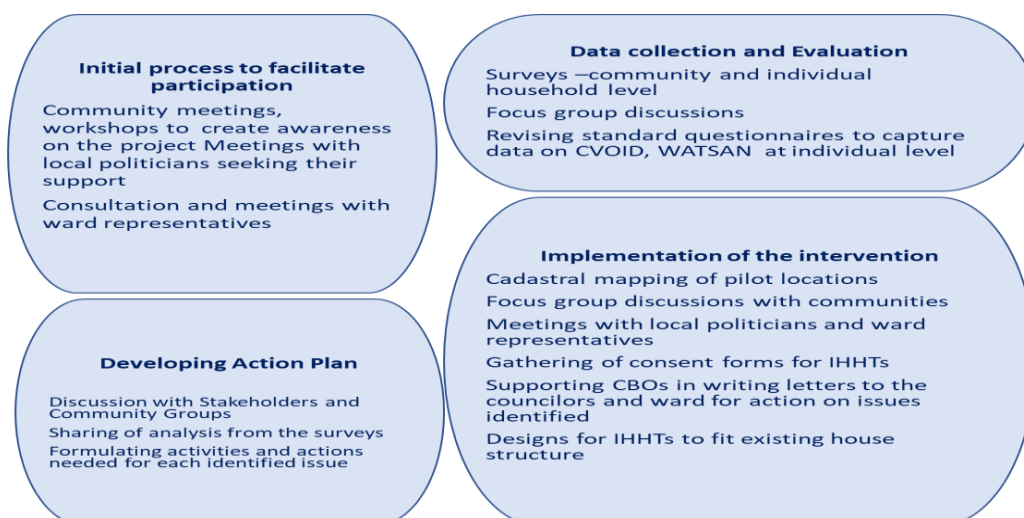 Initial process to facilitate
participation
Community meetings,
workshops to create awareness
on the project Meetings with
local politicians seeking their
support
Consultation and meetings with
ward representatives
Data collection and Evaluation
Surveys –community and individual
household level
Focus group discussions
Revising standard questionnaires to capture
data on CVOID, WATSAN at individual level
Developing Action Plan
Discussion with Stakeholders and
Community Groups
Sharing of analysis from the surveys
Formulating activities and actions
needed for each identified issue
Implementation of the intervention
Cadastral mapping of pilot locations
Focus group discussions with communities
Meetings with local politicians and ward
representatives
Gathering of consent forms for IHHTs
Supporting CBOs in writing letters to the
councilors and ward for action on issues
identified
Designs for IHHTs to fit existing house
structure